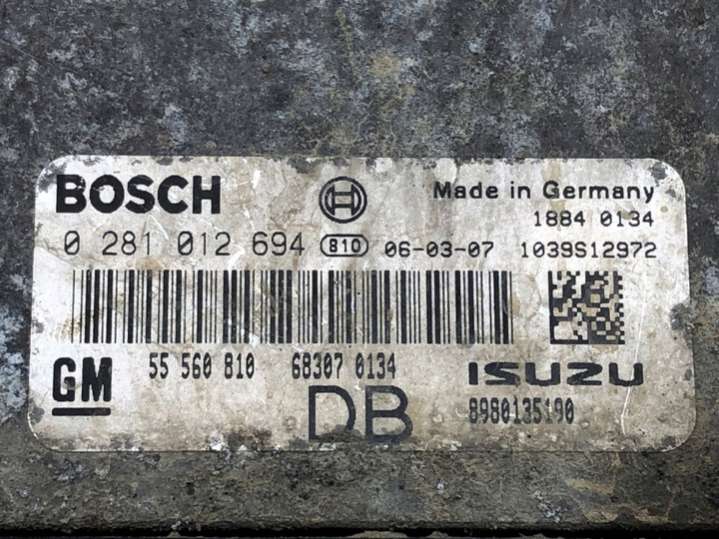 BOSCH Made in Germany
1884 0134
0 281 012 694 B10 06-03-07 1039S12972
55 560 810 68307 0134 ISUZU
GM DB 8980135190